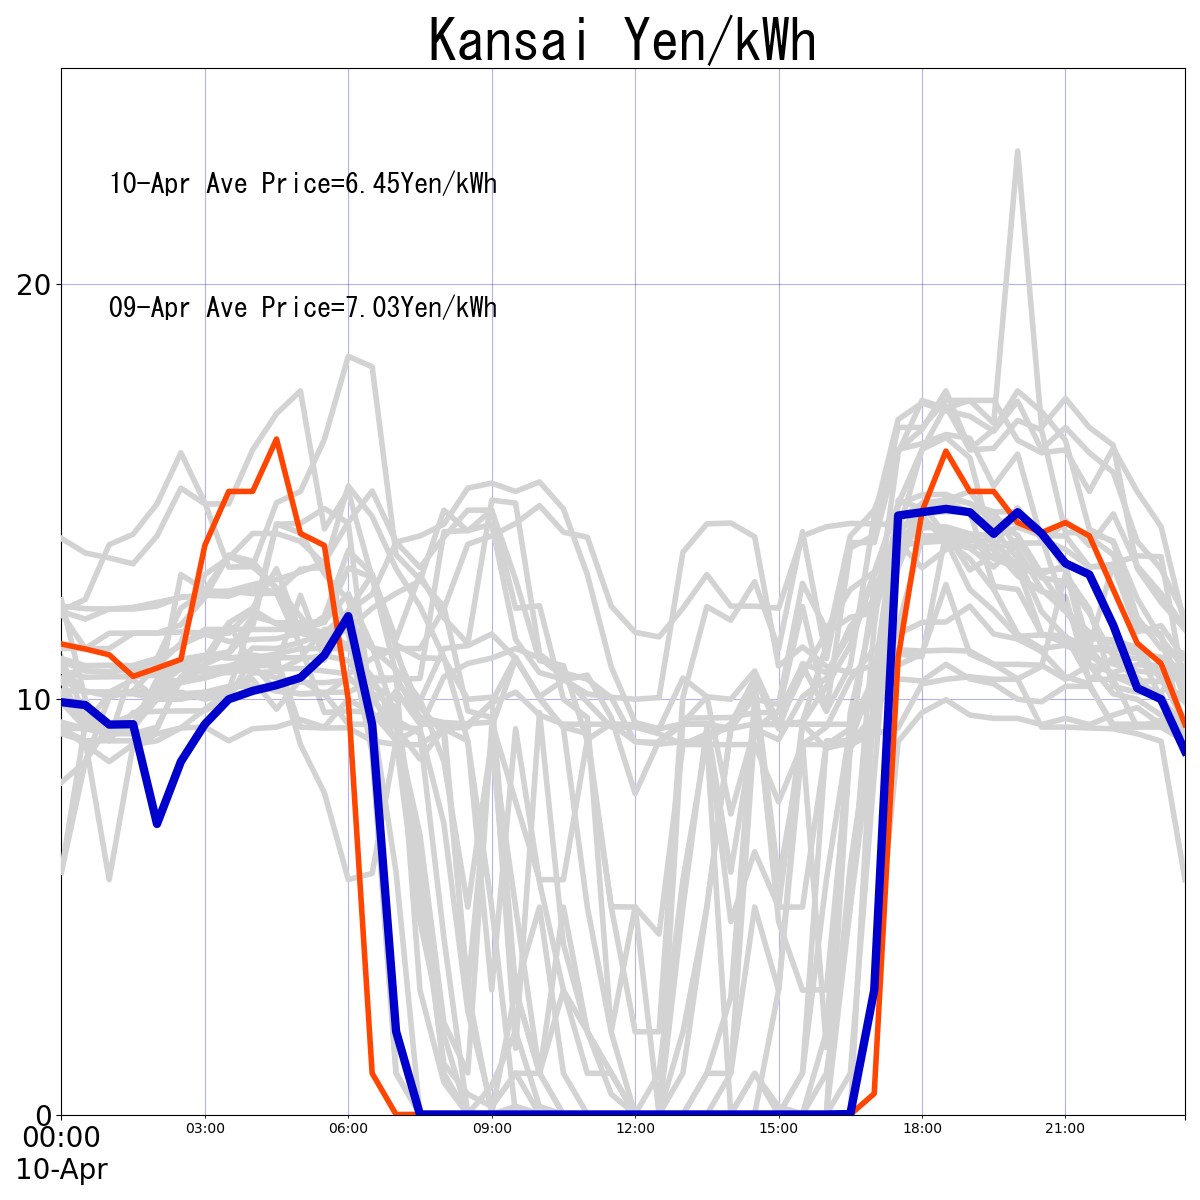 Kansai Yen/kWh
10-Apr Ave Price=6.45Yen/kWh
09-Apr Ave Price=7.03Yen/kWh
20
10
0
00:00 03:00 06:00 09:00 12:00 15:00 18:00 21:00
10-Apr